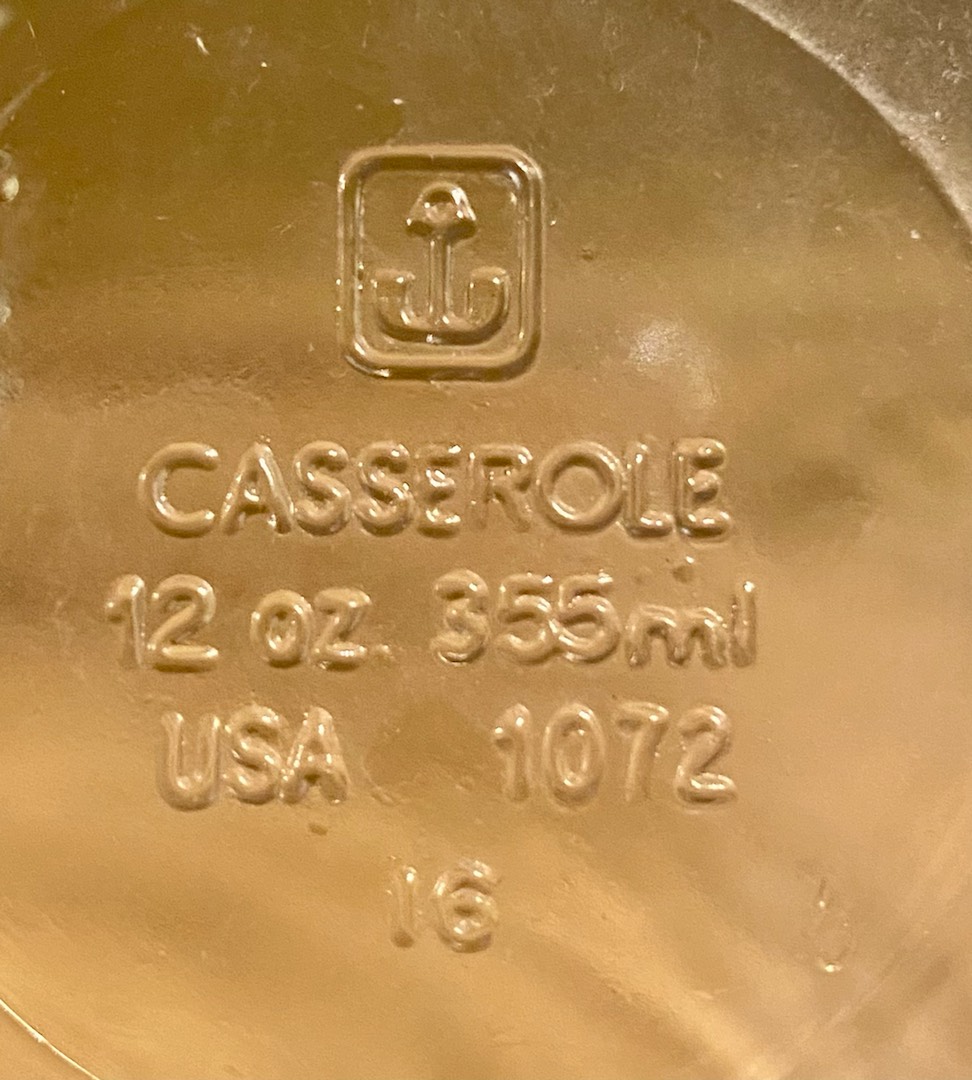 CASSEROLE
12 oz. 355ml
USA 1072
16